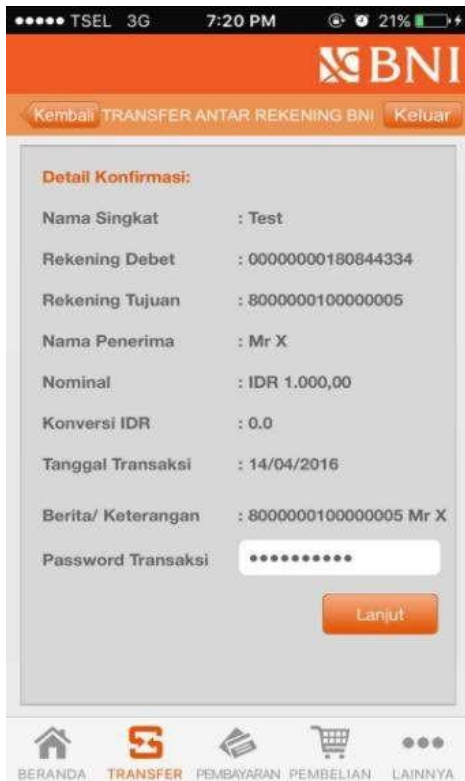 TSEL 3G 7:20 PM 21%
BNI
Kembali TRANSFER ANTAR REKENING BNI Keluar
Detail Konfirmasi:
Nama Singkat : Test
Rekening Debet : 00000000180844334
Rekening Tujuan : 8000000100000005
Nama Penerima : Mr X
Nominal : IDR 1.000,00
Konversi IDR : 0.0
Tanggal Transaksi : 14/04/2016
Berita/ Keterangan : 8000000100000005 Mr X
Password Transaksi ••••••••••
Lanjut
BERANDA TRANSFER PEMBAYARAN PEMBELIAN LAINNYA